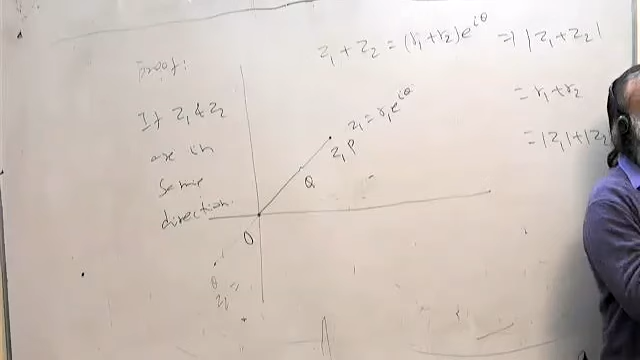 proof:
z₁ + z₂ = (r₁ + r₂) e^{iθ} ⇒ |z₁ + z₂|
If z₁ & z₂
are in
same
direction.
= r₁ + r₂
= |z₁| + |z₂|
z₁ = r₁ e^{iθ}
z₁ P
Q
O